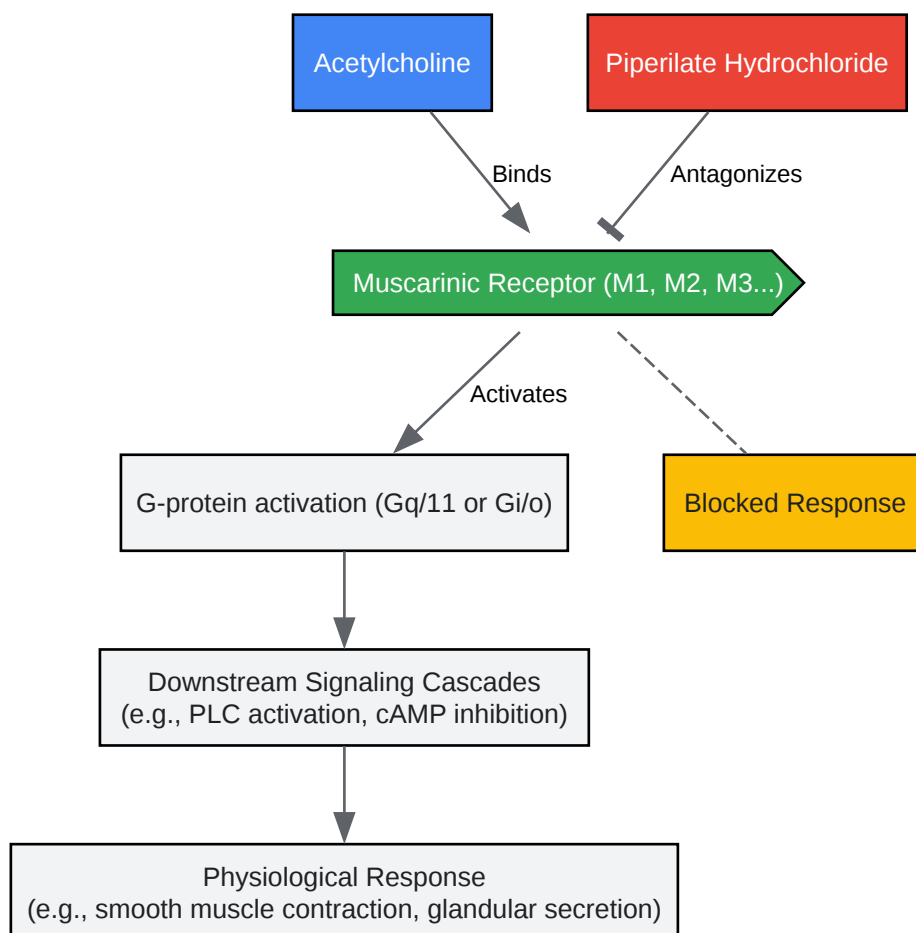 Acetylcholine
Piperilate Hydrochloride
Binds
Antagonizes
Muscarinic Receptor (M1, M2, M3...)
Activates
G-protein activation (Gq/11 or Gi/o)
Blocked Response
Downstream Signaling Cascades
(e.g., PLC activation, cAMP inhibition)
Physiological Response
(e.g., smooth muscle contraction, glandular secretion)